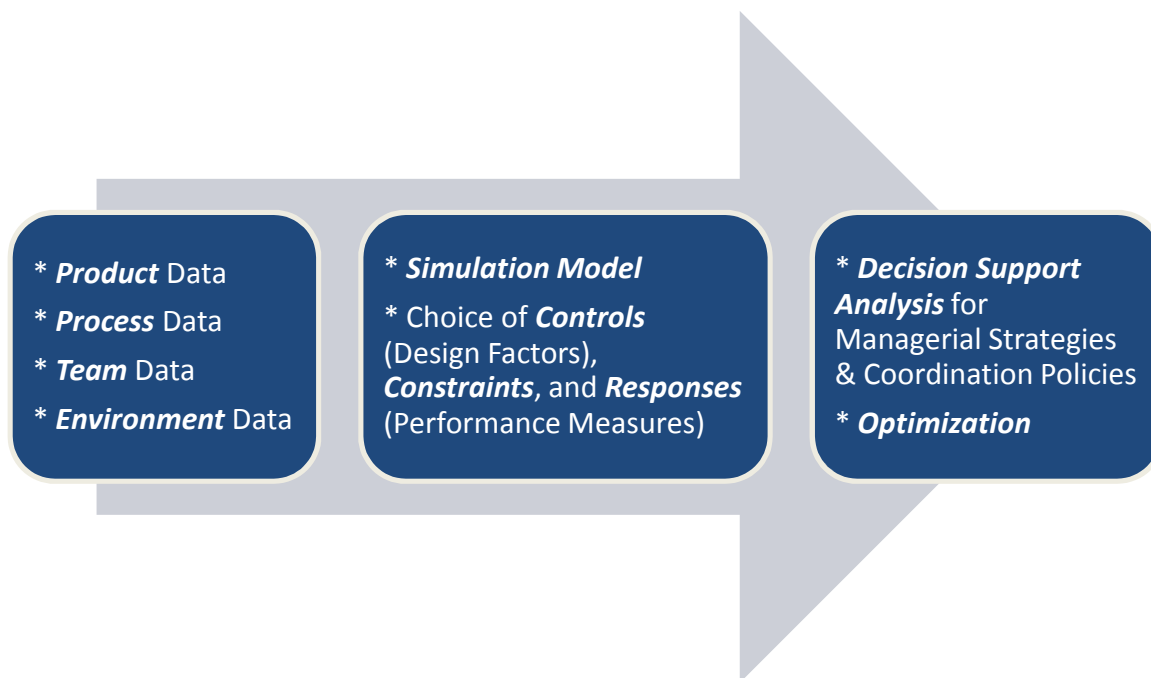 * Product Data
* Process Data
* Team Data
* Environment Data
* Simulation Model
* Choice of Controls
(Design Factors),
Constraints, and Responses
(Performance Measures)
* Decision Support
Analysis for
Managerial Strategies
& Coordination Policies
* Optimization